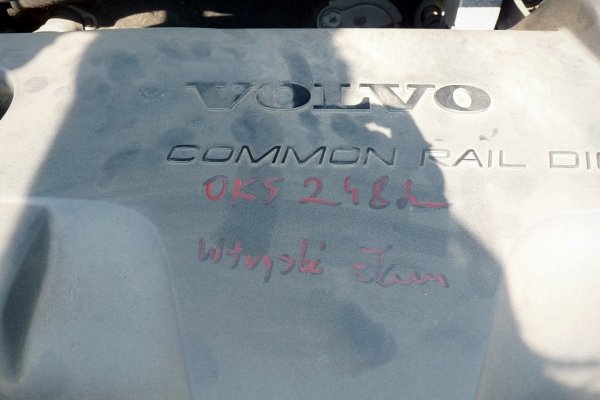 VOLVO
COMMON RAIL DI
OKS 248
Wtryski